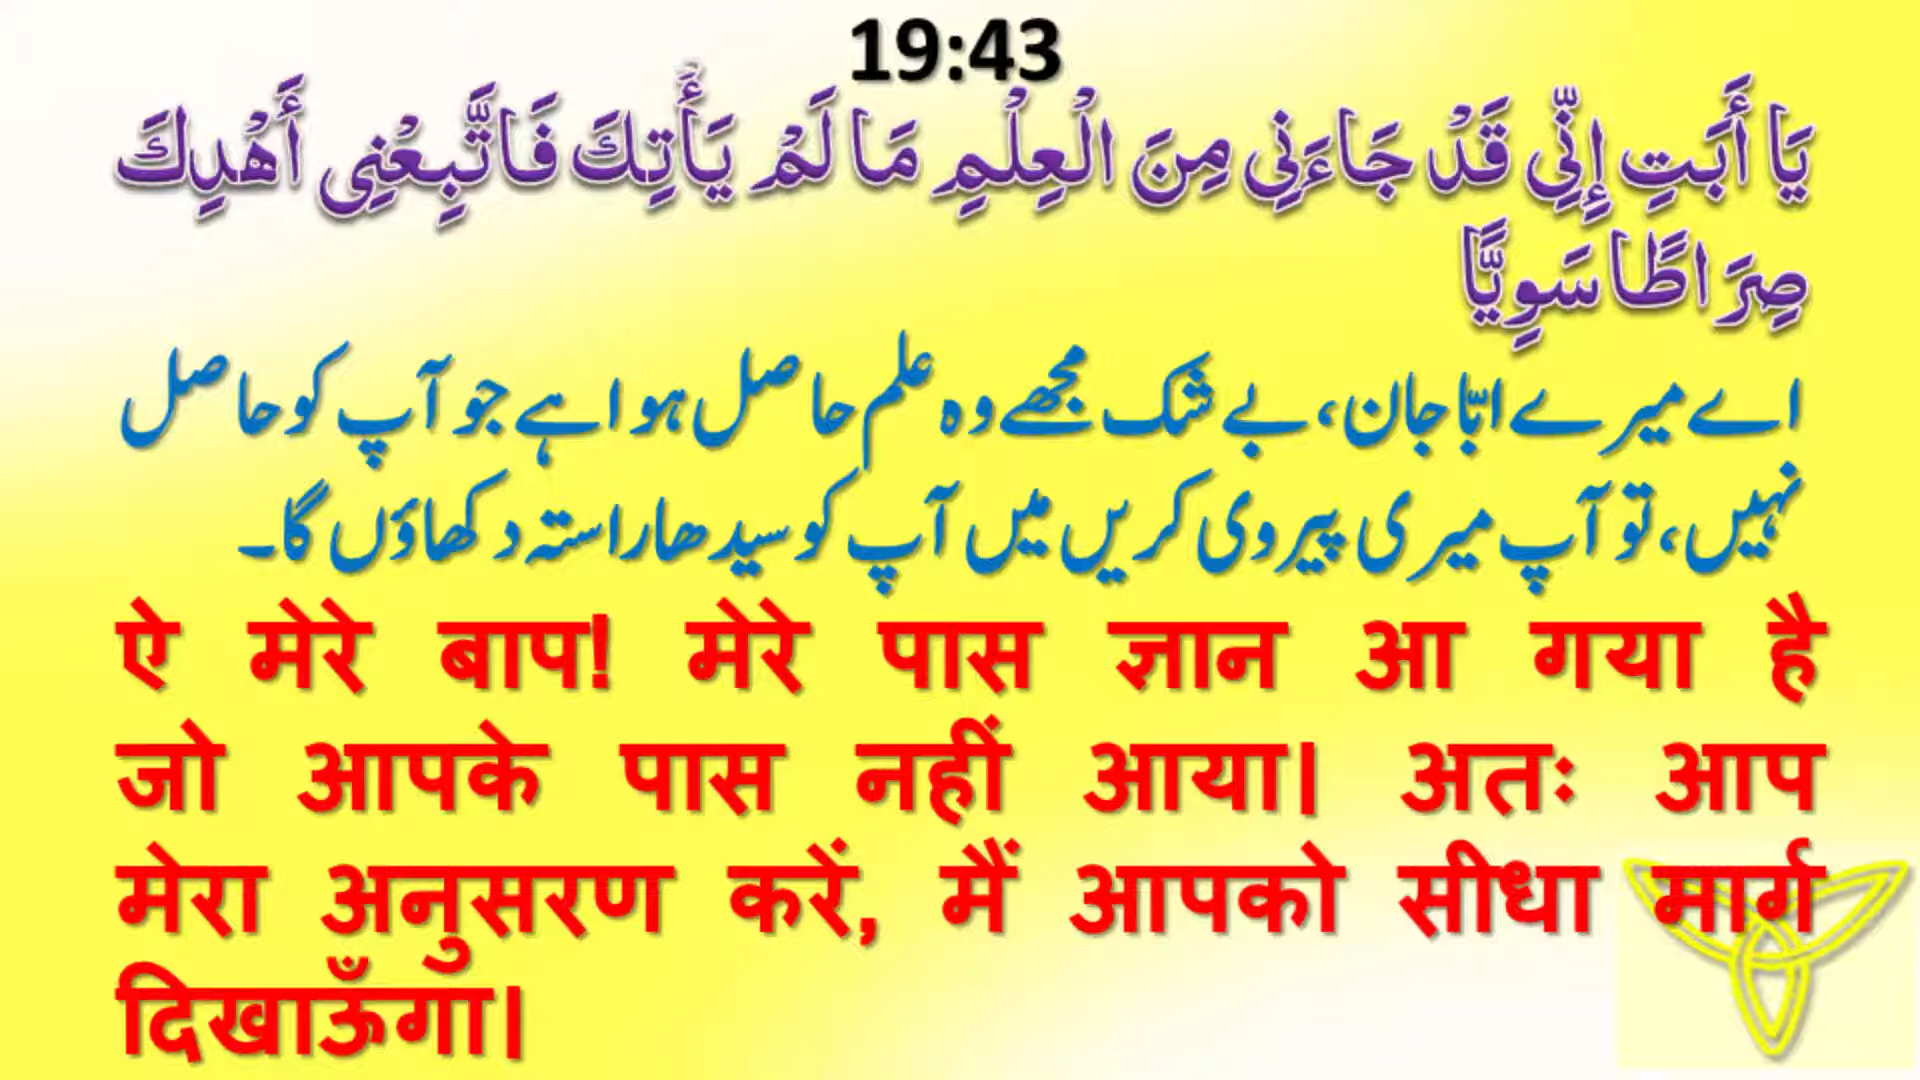 19:43
يَا أَبَتِ إِنِّي قَدْ جَاءَنِي مِنَ الْعِلْمِ مَا لَمْ يَأْتِكَ فَاتَّبِعْنِي أَهْدِكَ
صِرَاطًا سَوِيًّا
اے میرے ابّا جان، بے شک مجھے وہ علم حاصل ہوا ہے جو آپ کو حاصل
نہیں، تو آپ میری پیروی کریں میں آپ کو سیدھا راستہ دکھاؤں گا۔
ऐ मेरे बाप! मेरे पास ज्ञान आ गया है
जो आपके पास नहीं आया। अतः आप
मेरा अनुसरण करें, मैं आपको सीधा मार्ग
दिखाऊँगा।